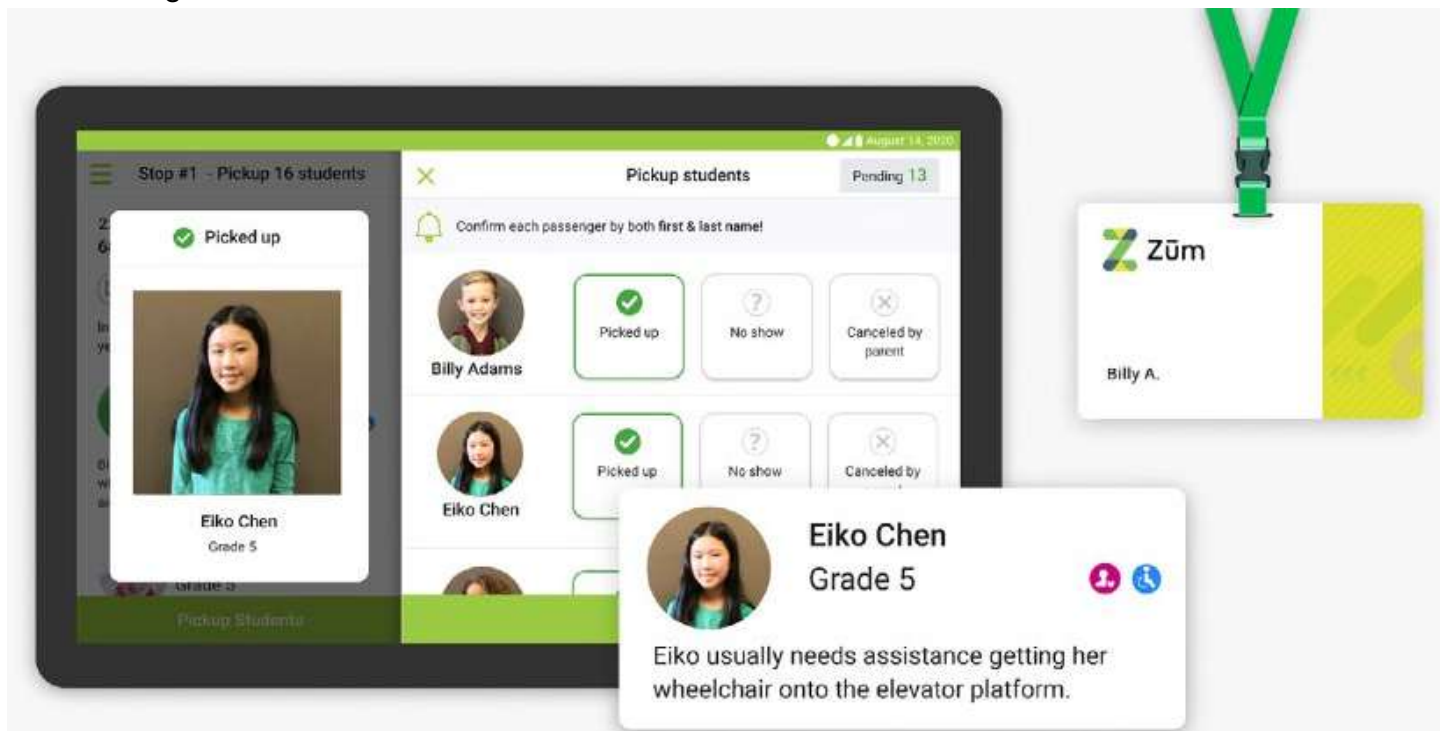 August 14, 2020
Stop #1 - Pickup 16 students
Picked up
Eiko Chen
Grade 5
Grade 5
Pickup Students
Pickup students
Pending 13
Confirm each passenger by both first & last name!
Billy Adams
Picked up
No show
Canceled by
parent
Eiko Chen
Picked up
No show
Canceled by
Eiko Chen
Grade 5
Eiko usually needs assistance getting her
wheelchair onto the elevator platform.
Zūm
Billy A.